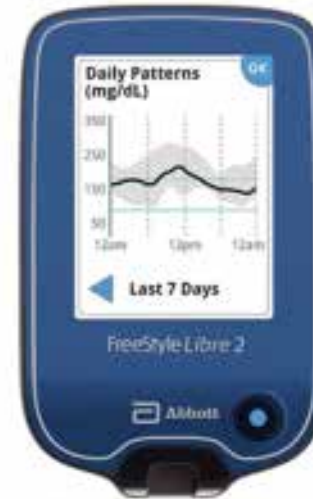 Daily Patterns
(mg/dL)
OK
350
250
150
50
12am 12pm 12am
Last 7 Days
FreeStyle Libre 2
Abbott